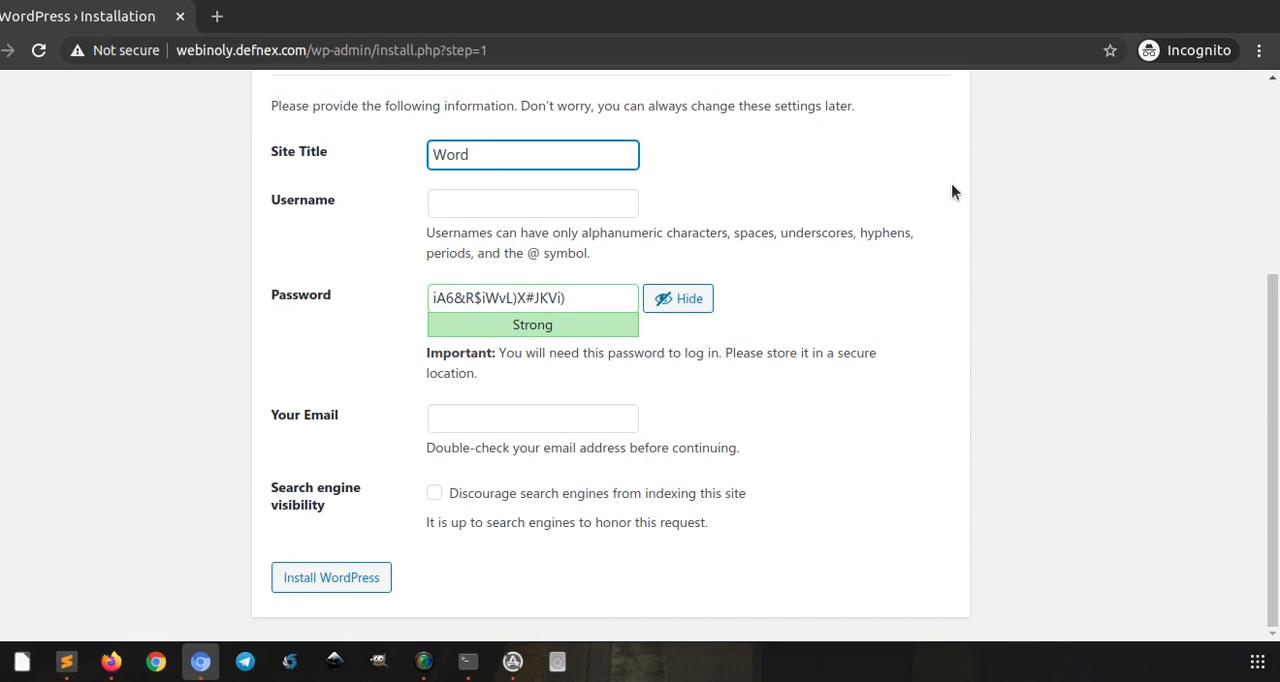 WordPress › Installation
Not secure
webinoly.defnex.com/wp-admin/install.php?step=1
Incognito
Please provide the following information. Don’t worry, you can always change these settings later.
Site Title
Word
Username
Usernames can have only alphanumeric characters, spaces, underscores, hyphens,
periods, and the @ symbol.
Password
iA6&R$iWvL)X#JKVi)
Hide
Strong
Important: You will need this password to log in. Please store it in a secure
location.
Your Email
Double-check your email address before continuing.
Search engine
visibility
Discourage search engines from indexing this site
It is up to search engines to honor this request.
Install WordPress